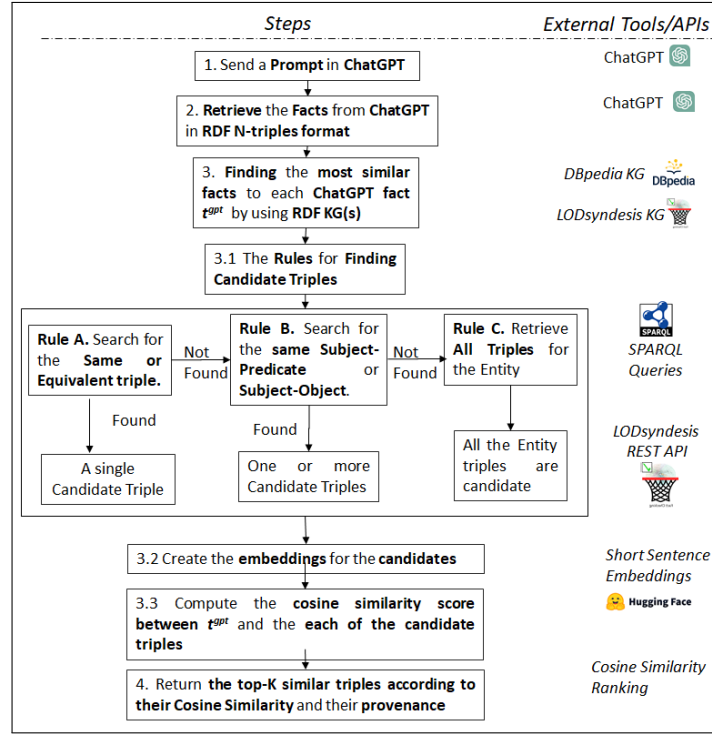 Steps
External Tools/APIs
1. Send a Prompt in ChatGPT
ChatGPT
2. Retrieve the Facts from ChatGPT
in RDF N-triples format
ChatGPT
3. Finding the most similar
facts to each ChatGPT fact
t^gpt by using RDF KG(s)
DBpedia KG
DBpedia
LODsyndesis KG
3.1 The Rules for Finding
Candidate Triples
Rule A. Search for
the Same or
Equivalent triple.
Not
Found
Rule B. Search for
the same Subject-
Predicate or
Subject-Object.
Not
Found
Rule C. Retrieve
All Triples for
the Entity
SPARQL
SPARQL
Queries
Found
Found
A single
Candidate Triple
One or more
Candidate Triples
All the Entity
triples are
candidate
LODsyndesis
REST API
3.2 Create the embeddings for the candidates
Short Sentence
Embeddings
3.3 Compute the cosine similarity score
between t^gpt and the each of the candidate
triples
Hugging Face
4. Return the top-K similar triples according to
their Cosine Similarity and their provenance
Cosine Similarity
Ranking